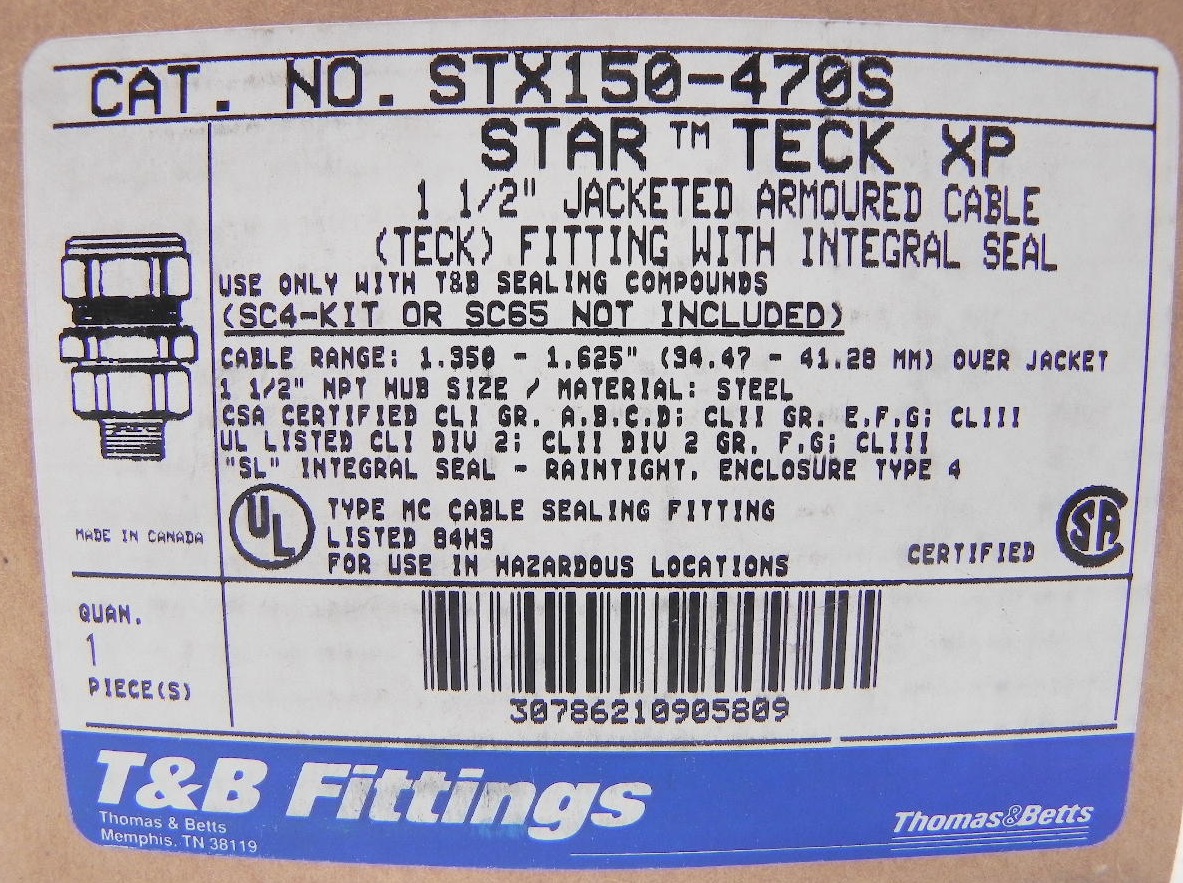 CAT. NO. STX150-470S
STAR™ TECK XP
1 1/2" JACKETED ARMOURED CABLE
(TECK) FITTING WITH INTEGRAL SEAL
USE ONLY WITH T&B SEALING COMPOUNDS
(SC4-KIT OR SC65 NOT INCLUDED)
CABLE RANGE: 1.350 - 1.625" (34.47 - 41.28 MM) OVER JACKET
1 1/2" NPT HUB SIZE / MATERIAL: STEEL
CSA CERTIFIED CLI GR. A.B.C.D; CLII GR. E.F.G; CLIII
UL LISTED CLI DIV 2; CLII DIV 2 GR. F.G; CLIII
"SL" INTEGRAL SEAL - RAINTIGHT. ENCLOSURE TYPE 4
UL
TYPE MC CABLE SEALING FITTING
LISTED 84H3
FOR USE IN HAZARDOUS LOCATIONS
CERTIFIED
SA
MADE IN CANADA
QUAN.
1
PIECE(S)
30786210905809
T&B Fittings
Thomas & Betts
Memphis, TN 38119
Thomas&Betts